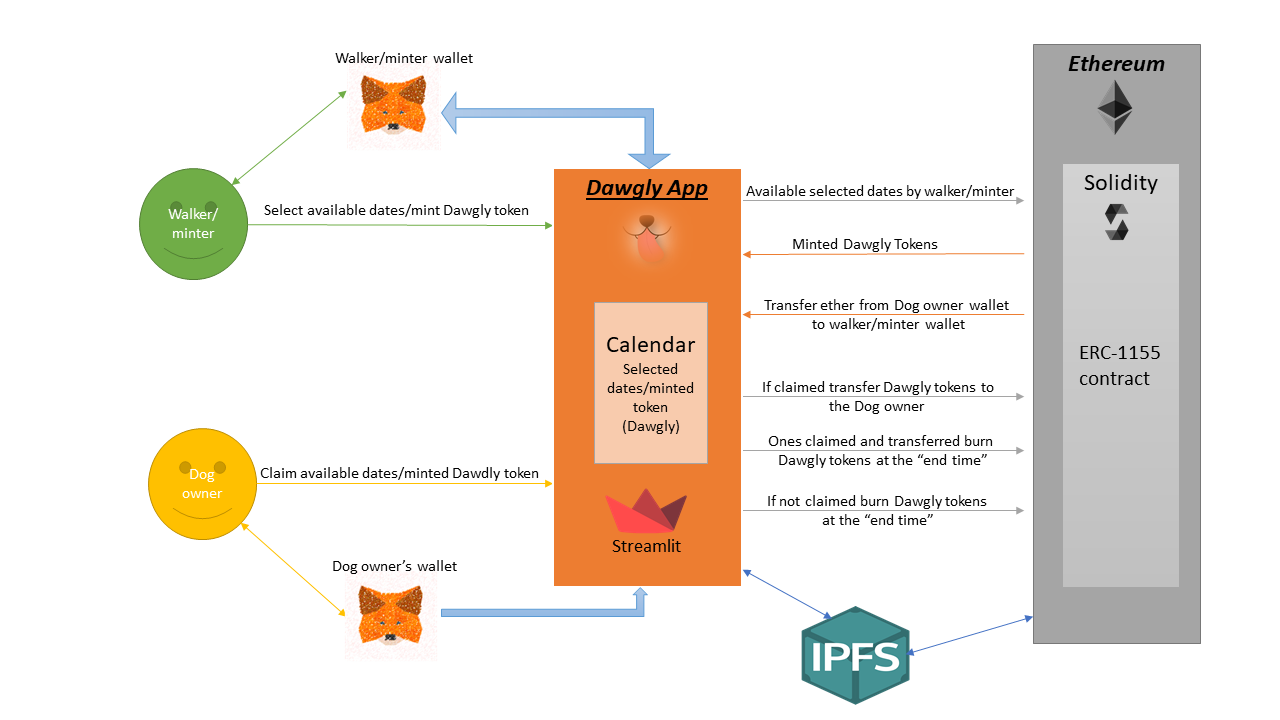 Walker/minter wallet
Ethereum
Walker/
minter
Select available dates/mint Dawgly token
Dawgly App
Available selected dates by walker/minter
Solidity
Minted Dawgly Tokens
Transfer ether from Dog owner wallet
to walker/minter wallet
Calendar
Selected
dates/minted
token
(Dawgly)
ERC-1155
contract
If claimed transfer Dawgly tokens to
the Dog owner
Ones claimed and transferred burn
Dawgly tokens at the “end time”
Dog
owner
Claim available dates/minted Dawdly token
If not claimed burn Dawgly tokens
at the “end time”
Streamlit
Dog owner’s wallet
IPFS